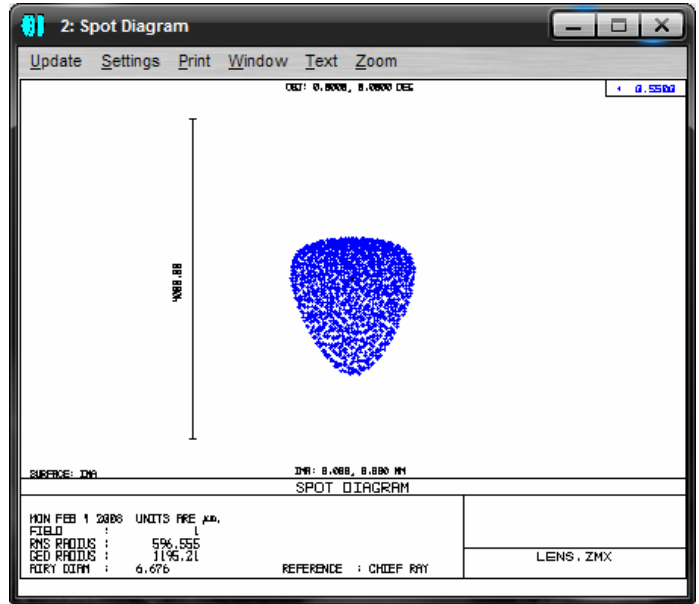 2: Spot Diagram
Update Settings Print Window Text Zoom
OBJ: 0.0000, 0.0000 DEG
0.5500
4000.00
SURFACE: IMA
IMA: 0.000, 0.000 MM
SPOT DIAGRAM
MON FEB 1 2008 UNITS ARE µm.
FIELD : 1
RMS RADIUS : 596.555
GEO RADIUS : 1195.21
AIRY DIAM : 6.676
REFERENCE : CHIEF RAY
LENS.ZMX